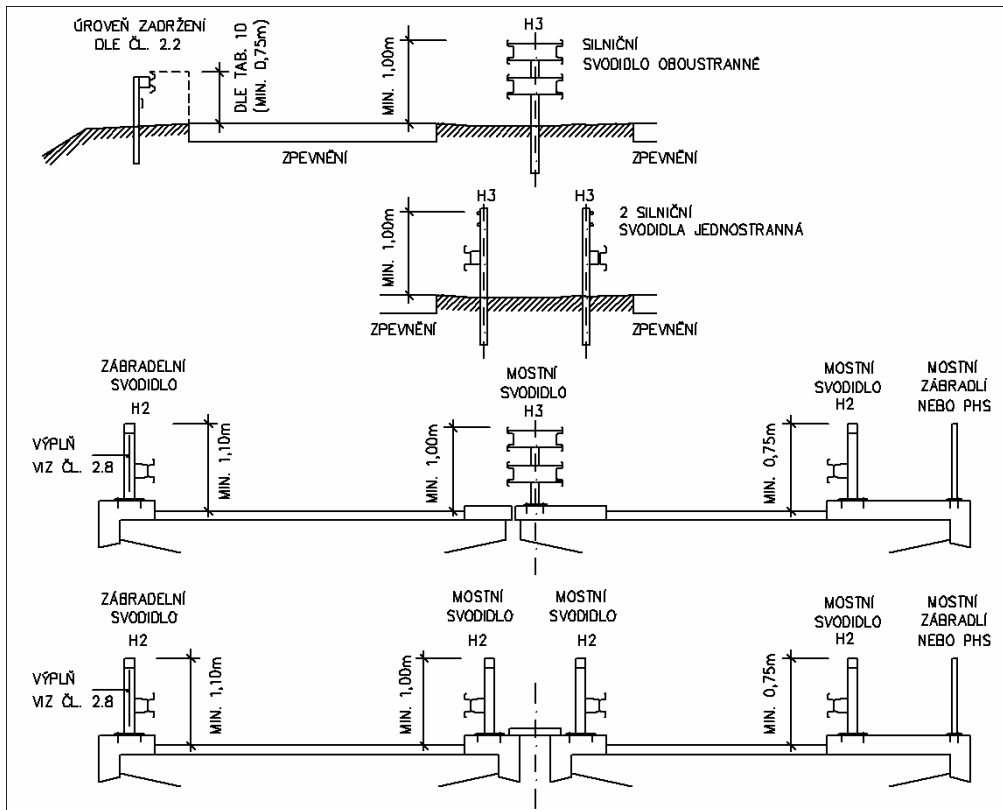 ÚROVEŇ ZADRŽENÍ
DLE ČL. 2.2
DLE TAB. 10
(MIN. 0,75m)
MIN. 1,00m
H3
SILNIČNÍ
SVODIDLO OBOUSTRANNÉ
ZPEVNĚNÍ
ZPEVNĚNÍ
MIN. 1,00m
H3
H3
2 SILNIČNÍ
SVODIDLA JEDNOSTRANNÁ
ZPEVNĚNÍ
ZPEVNĚNÍ
ZÁBRADELNÍ
SVODIDLO
H2
VÝPLŇ
VIZ ČL. 2.8
MIN. 1,10m
MIN. 1,00m
MOSTNÍ
SVODIDLO
H3
MIN. 0,75m
MOSTNÍ
SVODIDLO
H2
MOSTNÍ
ZÁBRADLÍ
NEBO PHS
ZÁBRADELNÍ
SVODIDLO
H2
VÝPLŇ
VIZ ČL. 2.8
MIN. 1,10m
MIN. 1,00m
MOSTNÍ
SVODIDLO
H2
MOSTNÍ
SVODIDLO
H2
MIN. 0,75m
MOSTNÍ
SVODIDLO
H2
MOSTNÍ
ZÁBRADLÍ
NEBO PHS